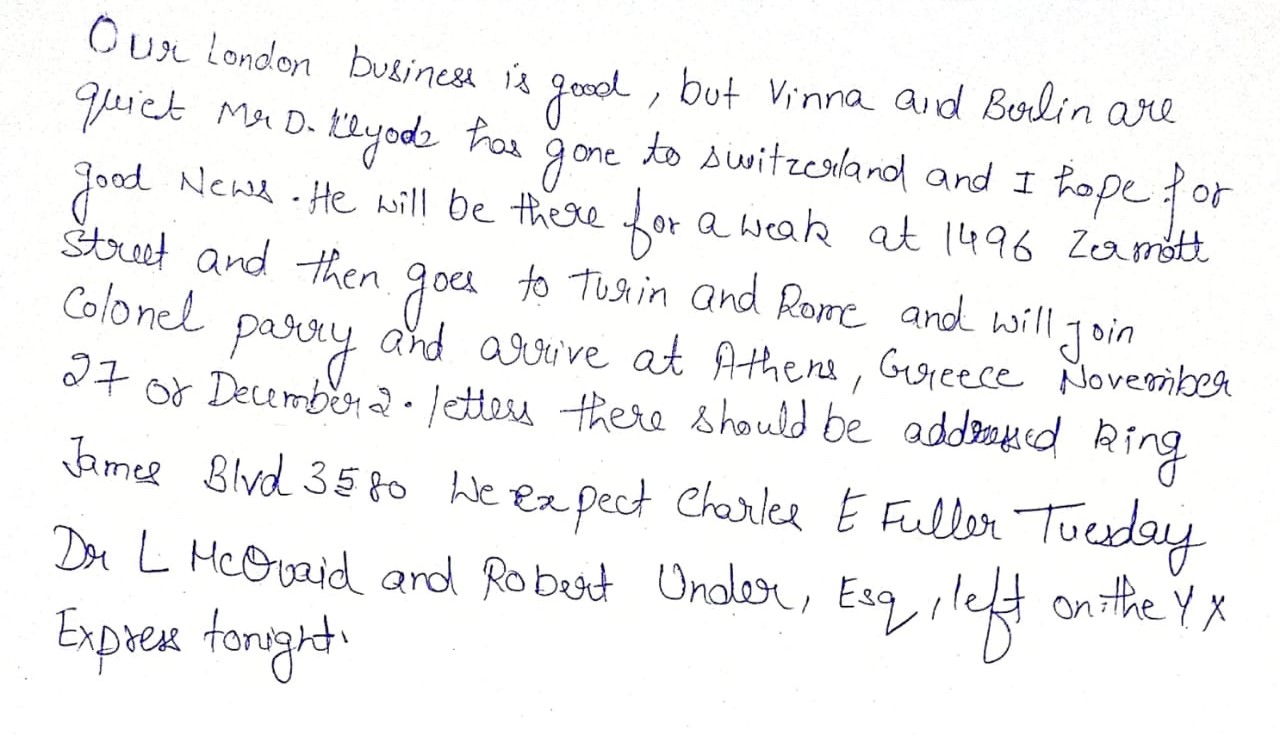 Our London business is good, but Vinna and Berlin are
quiet Mr D. has gone to switzerland and I hope for
good News. He will be there for a weak at 1496 Zermott
Street and then goes to Turin and Rome and will join
Colonel parry and arrive at Athens, Greece November
27 or December 2. letters there should be addressed king
James Blvd 3580 We expect Charles E Fuller Tuesday
Dr L McQuaid and Robert Under, Esq, left on the Y X
Express tonight.